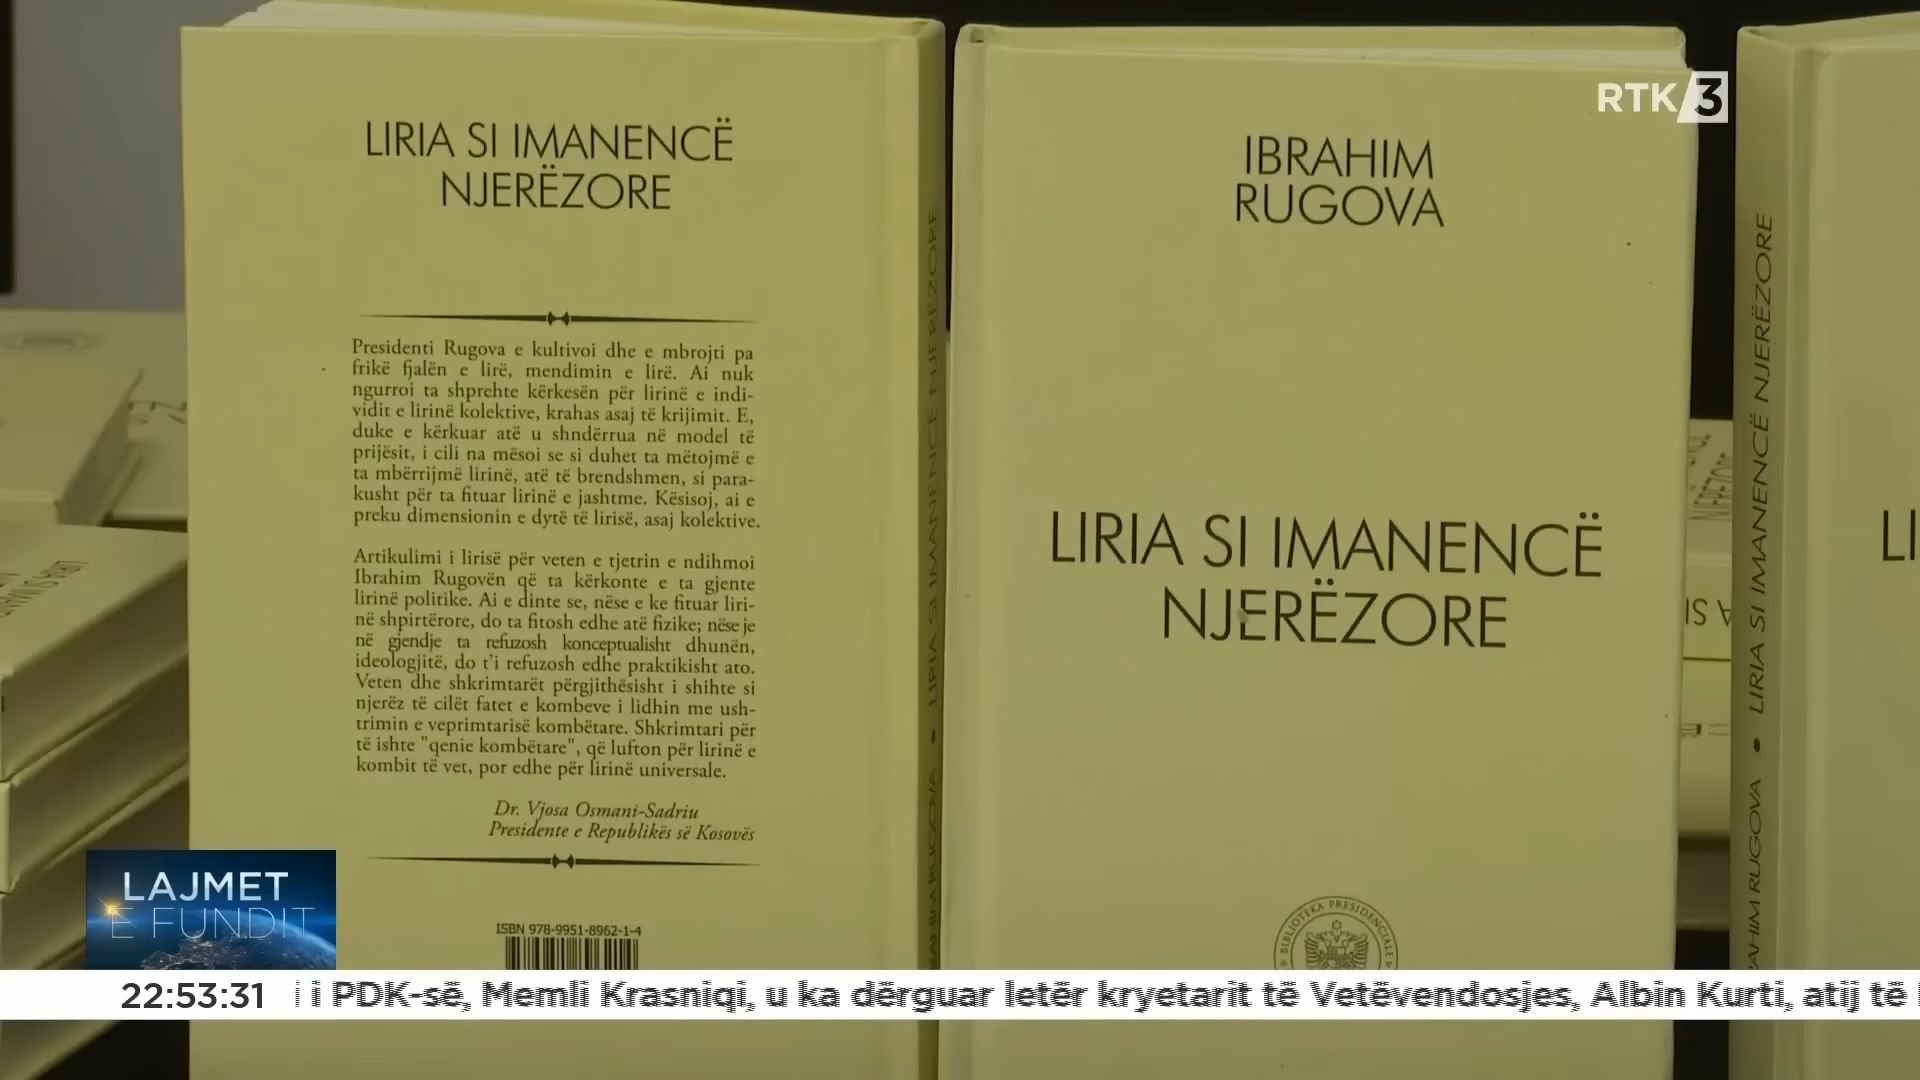 LIRIA SI IMANENCË
NJERËZORE
Presidenti Rugova e kultivoi dhe e mbrojti pa
frikë fjalën e lirë, mendimin e lirë. Ai nuk
ngurroi ta shprehte kërkesën për lirinë e indi-
vidit e lirinë kolektive, krahas asaj të krijimit. E,
duke e kërkuar atë u shndërrua në model të
prijësit, i cili na mësoi se si duhet ta mëtojmë e
ta mbërrijmë lirinë, atë të brendshmen, si para-
kusht për ta fituar lirinë e jashtme. Kësisoj, ai e
preku dimensionin e dytë të lirisë, asaj kolektive.
Artikulimi i lirisë për veten e tjetrin e ndihmoi
Ibrahim Rugovën që ta kërkonte e ta gjente
lirinë politike. Ai e dinte se, nëse e ke fituar liri-
në shpirtërore, do ta fitosh edhe atë fizike; nëse je
në gjendje ta refuzosh konceptualisht dhunën,
ideologjitë, do t'i refuzosh edhe praktikisht ato.
Veten dhe shkrimtarët përgjithësisht i shihte si
njerëz të cilët fatet e kombeve i lidhin me ush-
trimin e veprimtarisë kombëtare. Shkrimtari për
të ishte "qenie kombëtare", që lufton për lirinë e
kombit të vet, por edhe për lirinë universale.
Dr. Vjosa Osmani-Sadriu
Presidente e Republikës së Kosovës
ISBN 978-9951-8962-1-4
IBRAHIM RUGOVA • LIRIA SI IMANENCË NJERËZORE
IBRAHIM
RUGOVA
LIRIA SI IMANENCË
NJERËZORE
BIBLIOTEKA PRESIDENCIALE
RAHIM RUGOVA • LIRIA SI IMANENCË NJERËZORE
LI
RTK 3
LAJMET
E FUNDIT
22:53:31 i PDK-së, Memli Krasniqi, u ka dërguar letër kryetarit të Vetëvendosjes, Albin Kurti, atij të